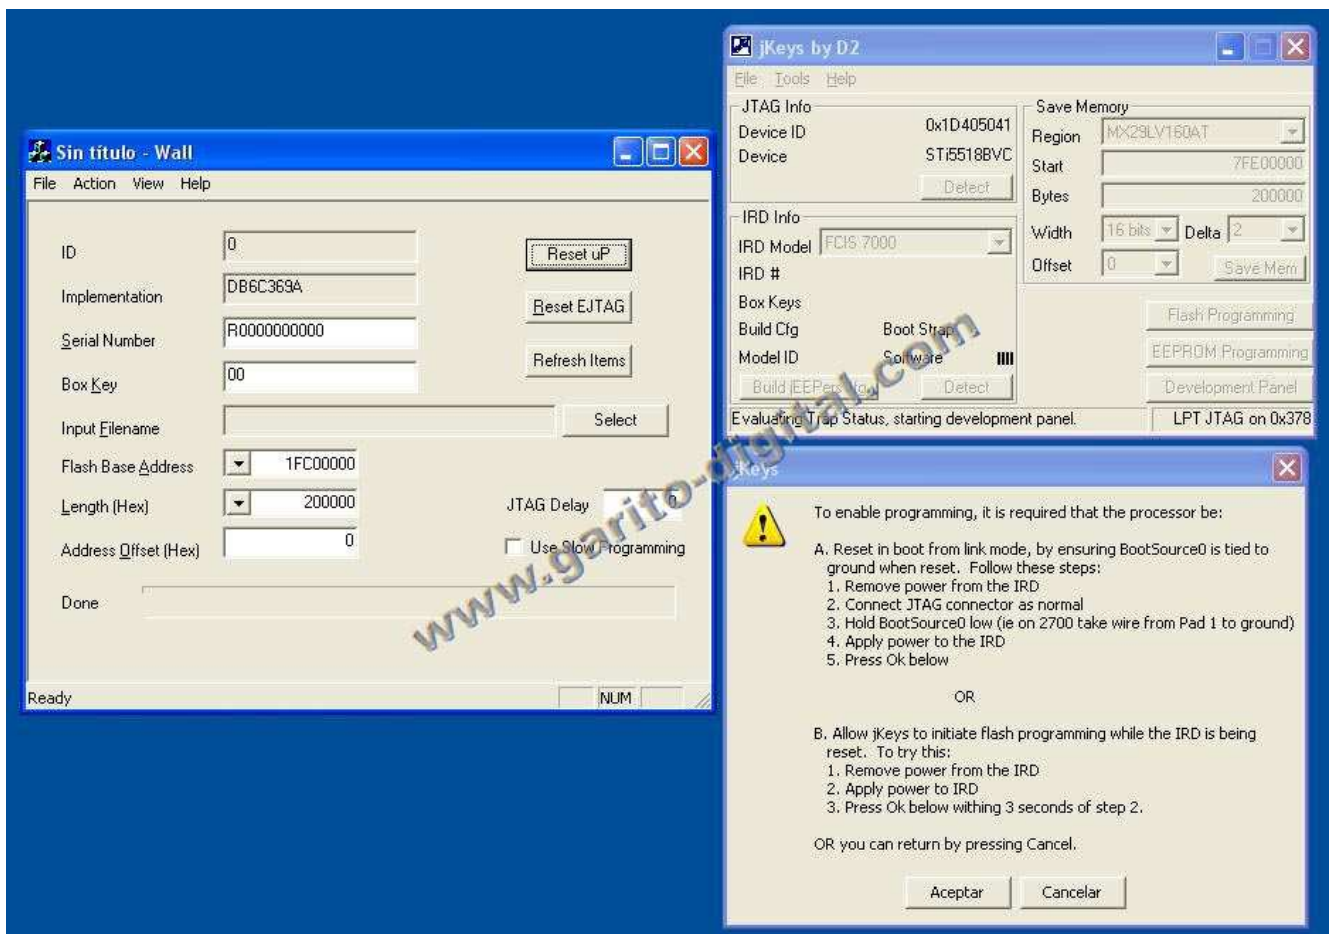 Sin título - Wall
File Action View Help
ID 0 Reset uP
Implementation DB6C369A
Serial Number R0000000000 Reset EJTAG
Box Key 00 Refresh Items
Input Filename Select
Flash Base Address 1FC00000
Length (Hex) 200000 JTAG Delay 0
Address Offset (Hex) 0 Use Slow Programming
Done
Ready NUM
jKeys by D2
File Tools Help
JTAG Info
Device ID 0x1D405041
Device STi5518BVC
Detect
IRD Info
IRD Model FCIS 7000
IRD #
Box Keys
Build Cfg Boot Strap
Model ID Software
Detect
Save Memory
Region MX29LV160AT
Start 7FE00000
Bytes 200000
Width 16 bits Delta 2
Offset 0 Save Mem
Flash Programming
EEPROM Programming
Development Panel
Evaluating Trap Status, starting development panel. LPT JTAG on 0x378
jKeys
To enable programming, it is required that the processor be:
A. Reset in boot from link mode, by ensuring BootSource0 is tied to
ground when reset. Follow these steps:
1. Remove power from the IRD
2. Connect JTAG connector as normal
3. Hold BootSource0 low (ie on 2700 take wire from Pad 1 to ground)
4. Apply power to the IRD
5. Press Ok below
OR
B. Allow jKeys to initiate flash programming while the IRD is being
reset. To try this:
1. Remove power from the IRD
2. Apply power to IRD
3. Press Ok below withing 3 seconds of step 2.
OR you can return by pressing Cancel.
Aceptar Cancelar
www.garito-digital.com